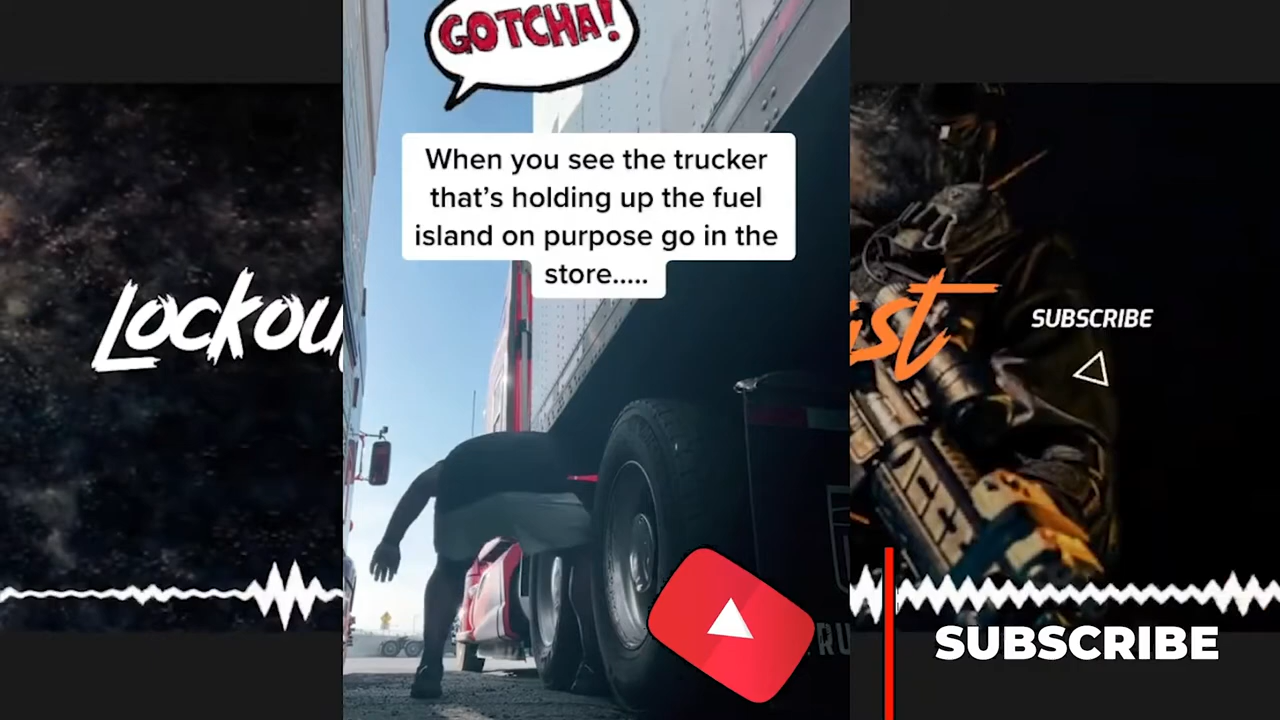 GOTCHA!
When you see the trucker
that's holding up the fuel
island on purpose go in the
store.....
SUBSCRIBE
SUBSCRIBE